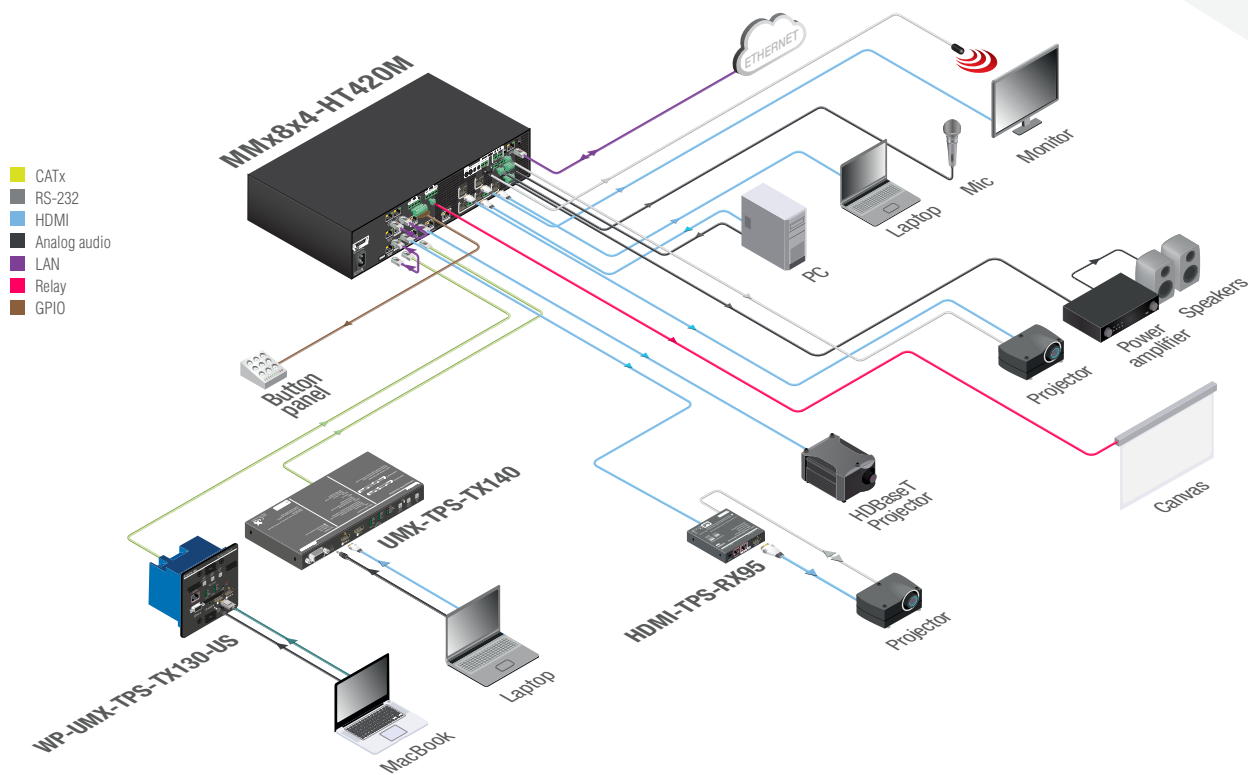 ETHERNET
MMx8x4-HT420M
Monitor
Mic
Laptop
PC
CATx
RS-232
HDMI
Analog audio
LAN
Relay
GPIO
Speakers
Power
amplifier
Projector
Button
panel
Canvas
HDBaseT
Projector
UMX-TPS-TX140
HDMI-TPS-RX95
Projector
WP-UMX-TPS-TX130-US
Laptop
MacBook